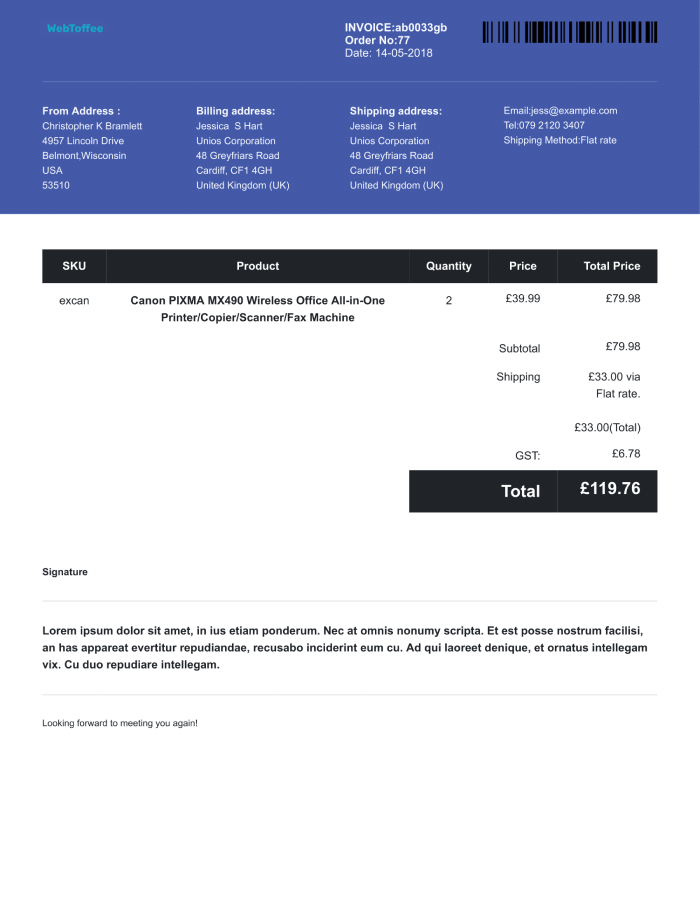 WebToffee
INVOICE:ab0033gb
Order No:77
Date: 14-05-2018
From Address :
Christopher K Bramlett
4957 Lincoln Drive
Belmont,Wisconsin
USA
53510
Billing address:
Jessica  S Hart
Unios Corporation
48 Greyfriars Road
Cardiff, CF1 4GH
United Kingdom (UK)
Shipping address:
Jessica  S Hart
Unios Corporation
48 Greyfriars Road
Cardiff, CF1 4GH
United Kingdom (UK)
Email:jess@example.com
Tel:079 2120 3407
Shipping Method:Flat rate
SKU Product Quantity Price Total Price
excan Canon PIXMA MX490 Wireless Office All-in-One 2 £39.99 £79.98
Printer/Copier/Scanner/Fax Machine
Subtotal £79.98
Shipping £33.00 via
Flat rate.
£33.00(Total)
GST: £6.78
Total £119.76
Signature
Lorem ipsum dolor sit amet, in ius etiam ponderum. Nec at omnis nonumy scripta. Et est posse nostrum facilisi,
an has appareat evertitur repudiandae, recusabo inciderint eum cu. Ad qui laoreet denique, et ornatus intellegam
vix. Cu duo repudiare intellegam.
Looking forward to meeting you again!